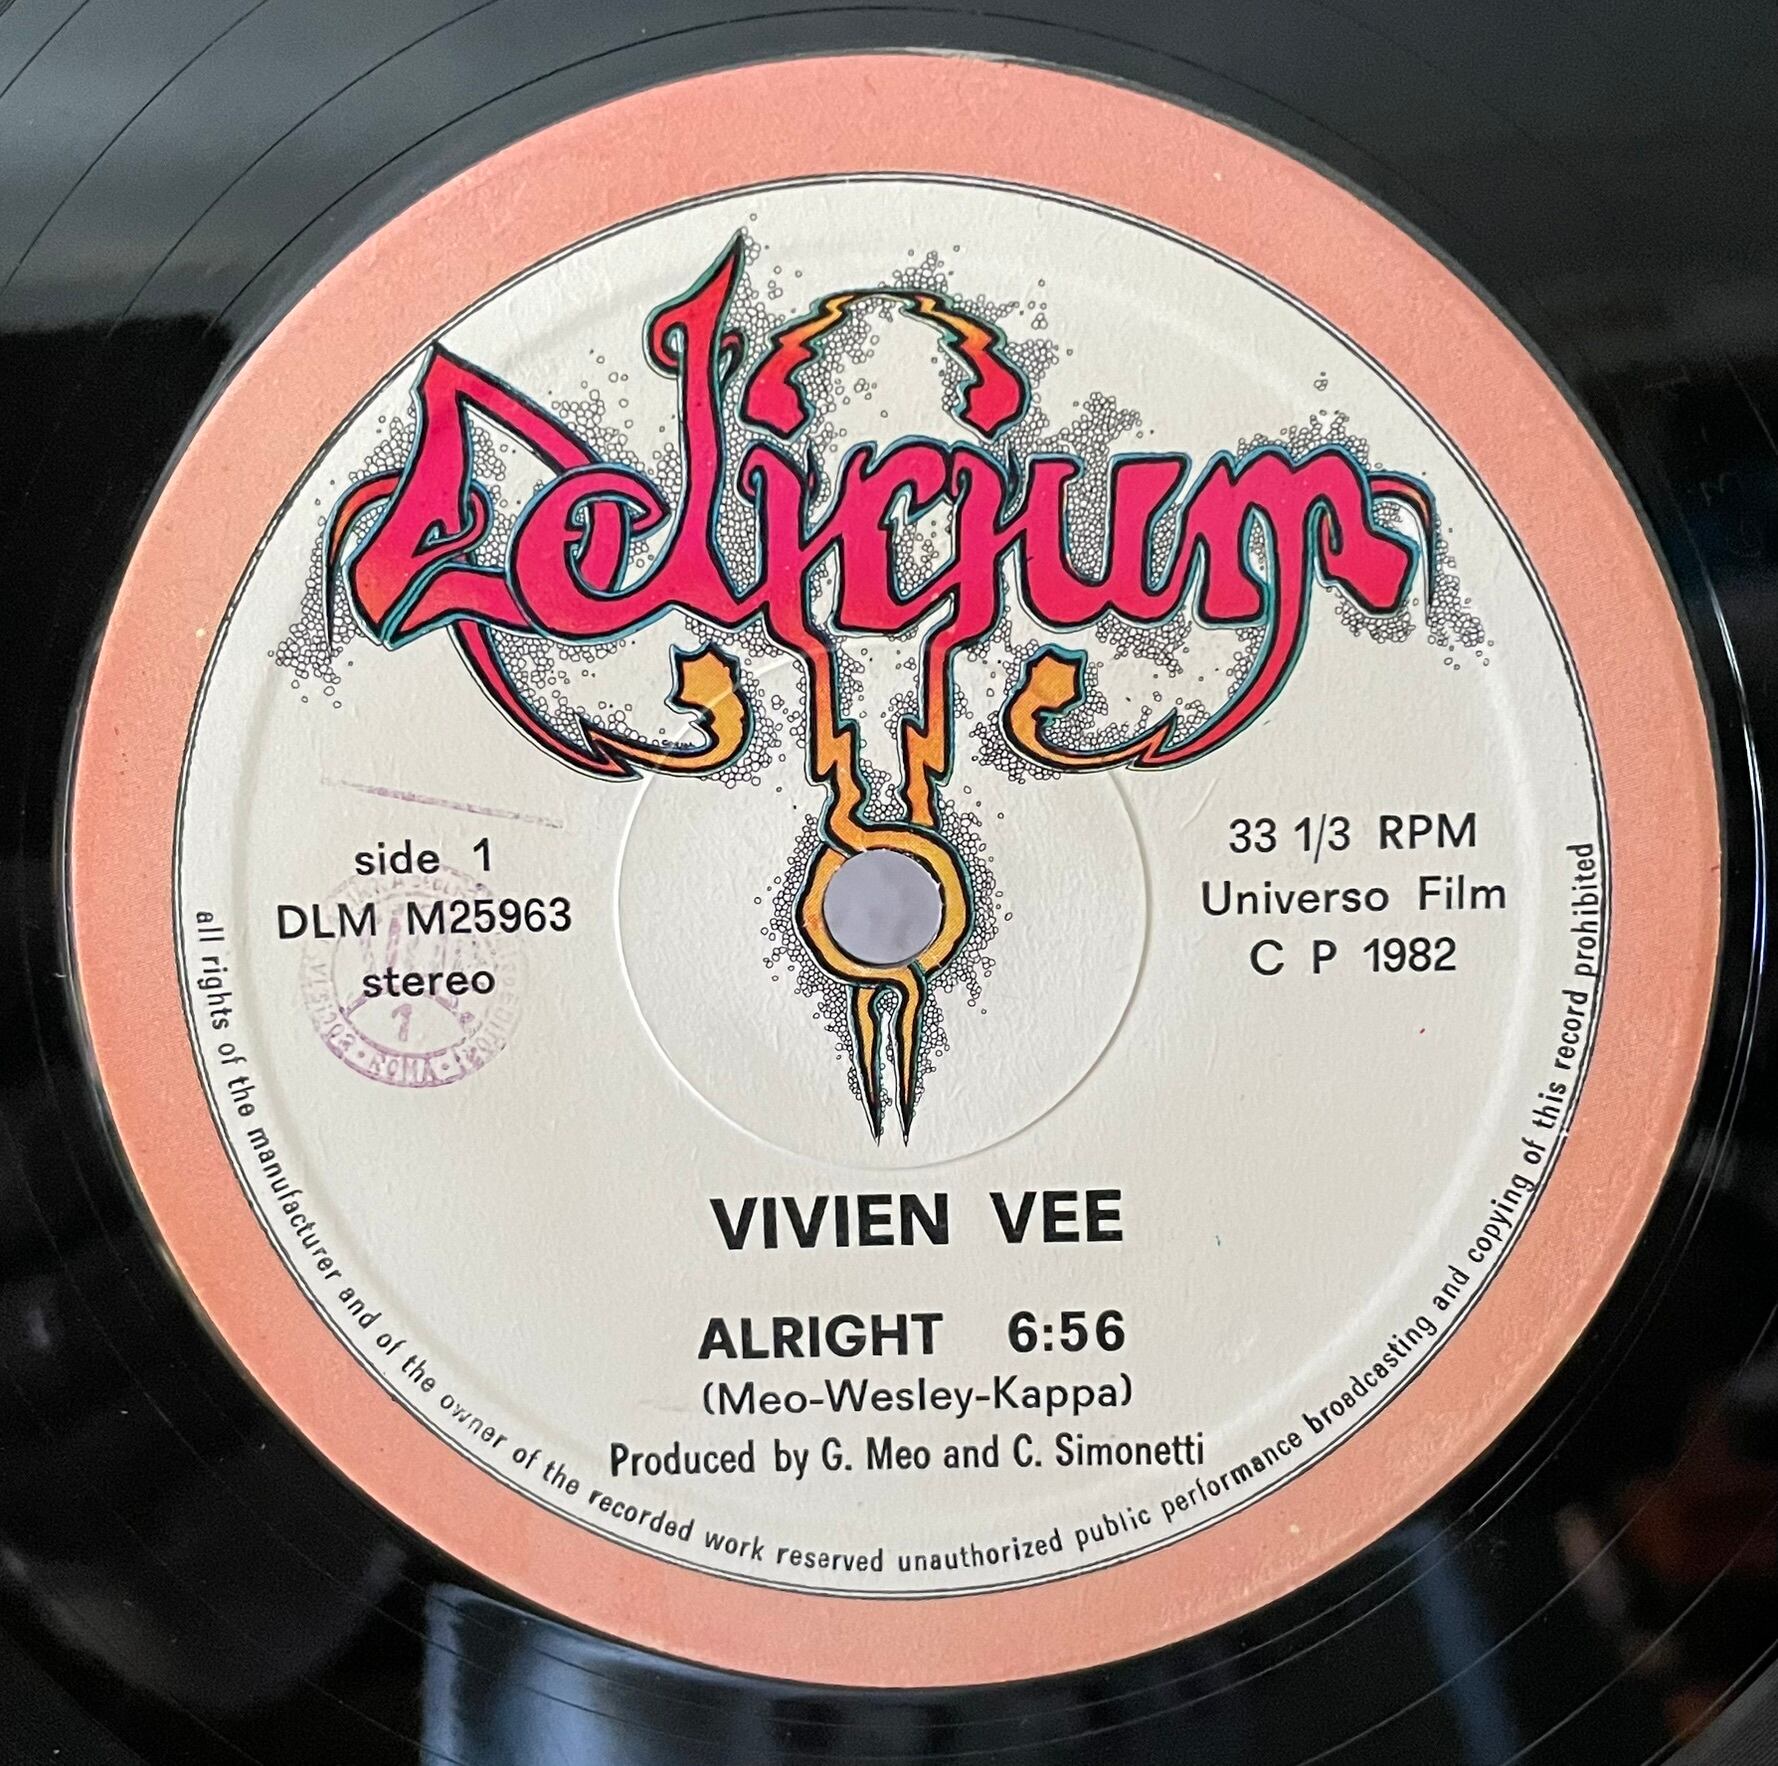 Delirium
side 1
DLM M25963
stereo
33 1/3 RPM
Universo Film
C P 1982
1
ROMA
VIVIEN VEE
ALRIGHT 6:56
(Meo-Wesley-Kappa)
Produced by G. Meo and C. Simonetti
all rights of the manufacturer and of the owner of the recorded work reserved unauthorized public performance broadcasting and copying of this record prohibited